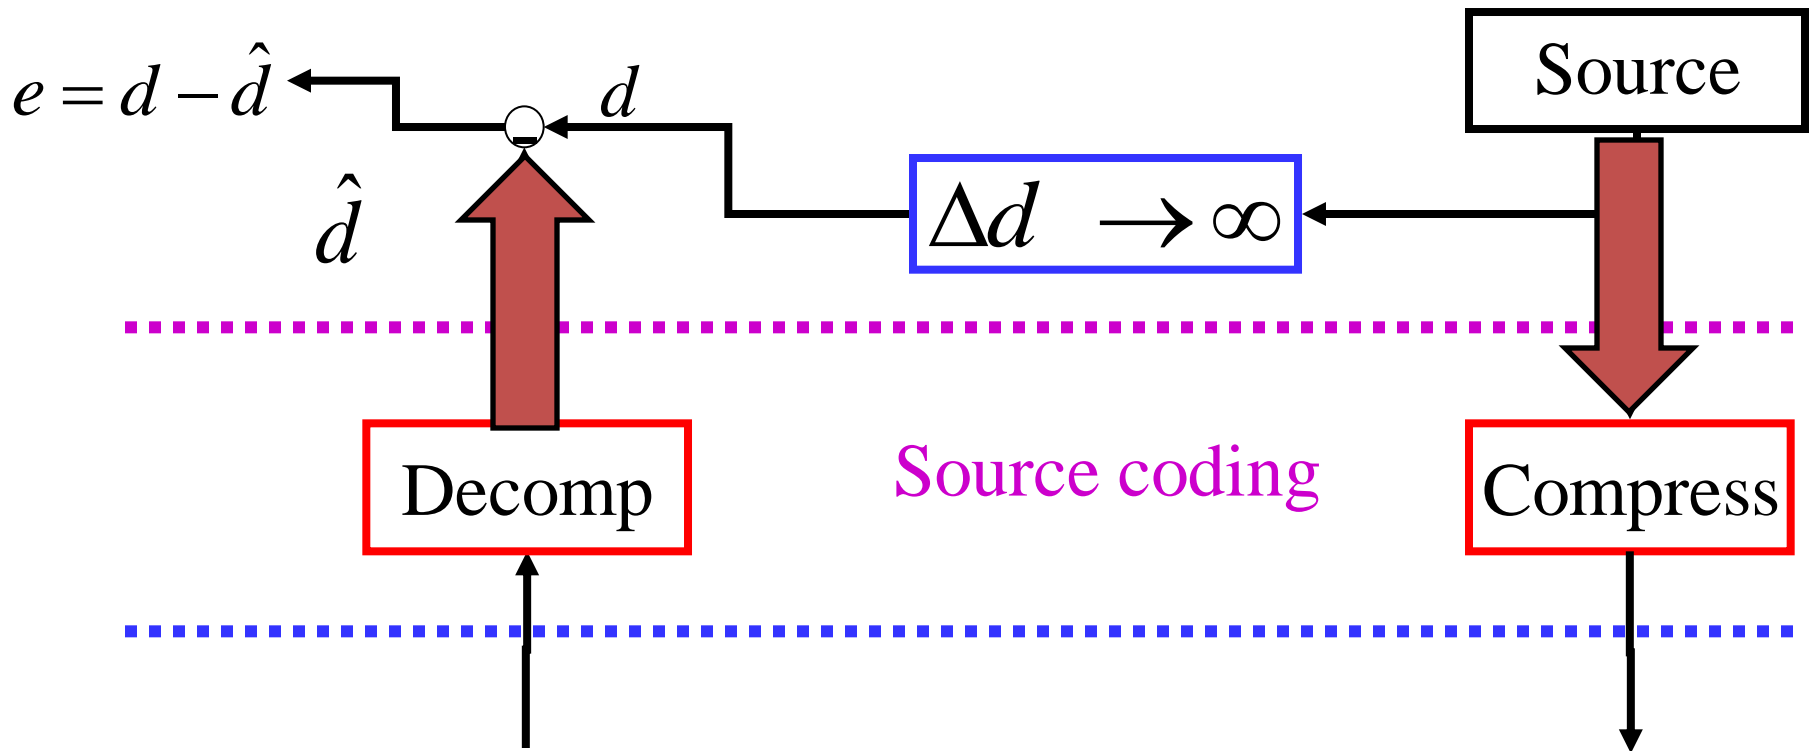 Source
e = d − d̂
d
Δd → ∞
d̂
Decomp
Source coding
Compress